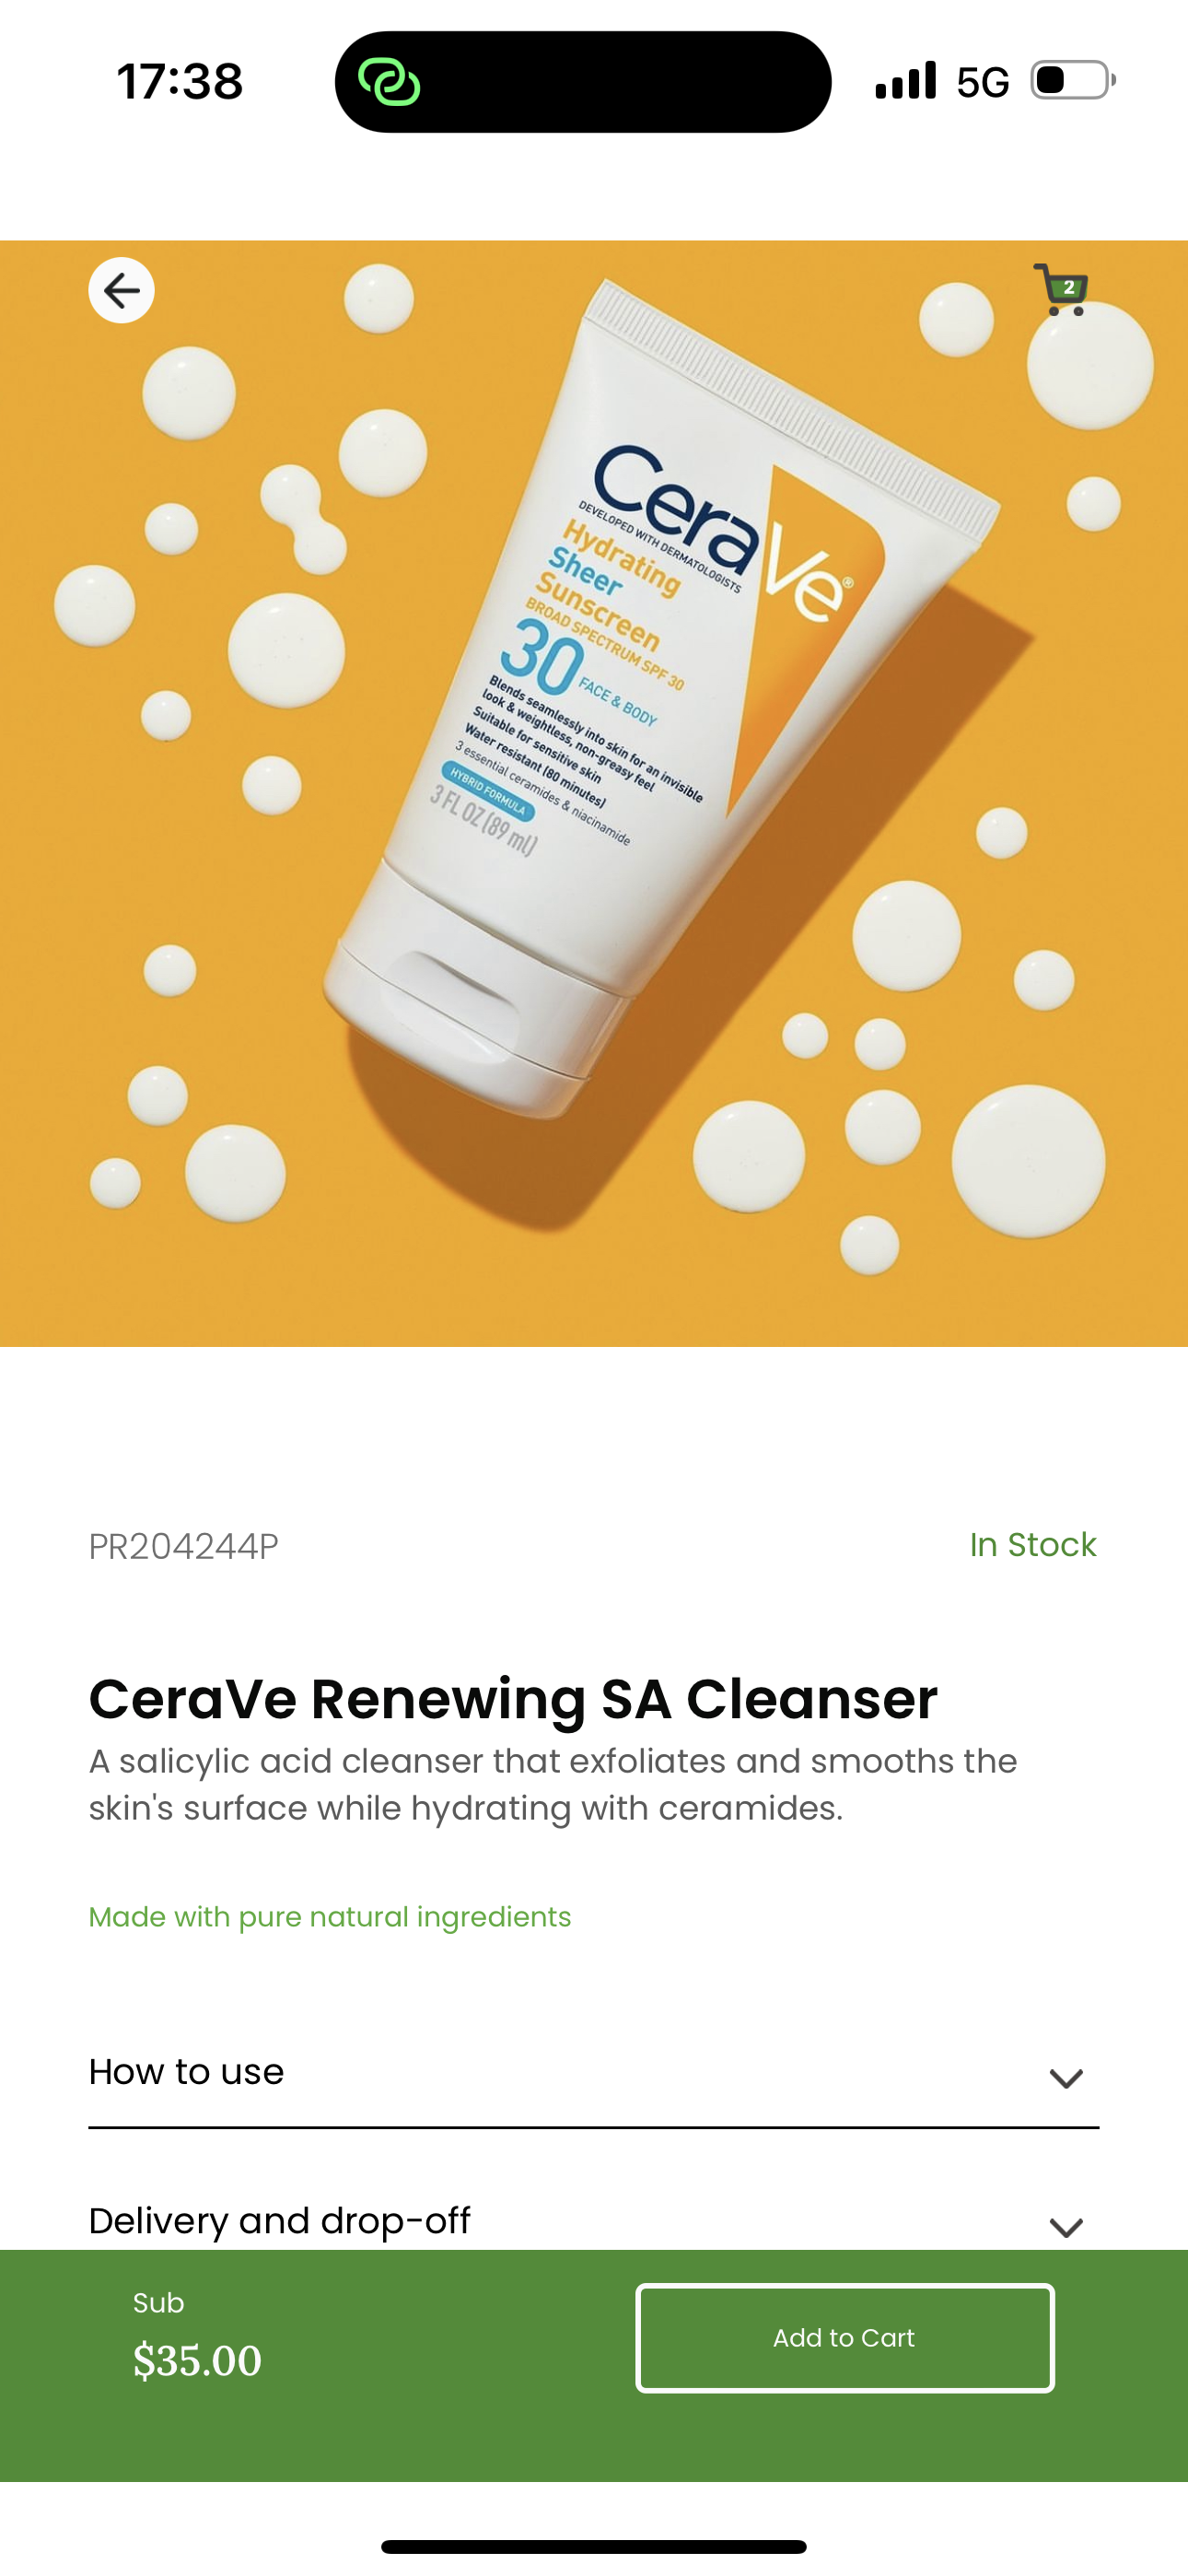 17:38
5G
2
CeraVe®
DEVELOPED WITH DERMATOLOGISTS
Hydrating
Sheer
Sunscreen
BROAD SPECTRUM SPF 30
30 FACE & BODY
Blends seamlessly into skin for an invisible
look & weightless, non-greasy feel
Suitable for sensitive skin
Water resistant (80 minutes)
3 essential ceramides & niacinamide
HYBRID FORMULA
3 FL OZ (89 ml)
PR204244P
In Stock
CeraVe Renewing SA Cleanser
A salicylic acid cleanser that exfoliates and smooths the
skin's surface while hydrating with ceramides.
Made with pure natural ingredients
How to use
Delivery and drop-off
Sub
$35.00
Add to Cart